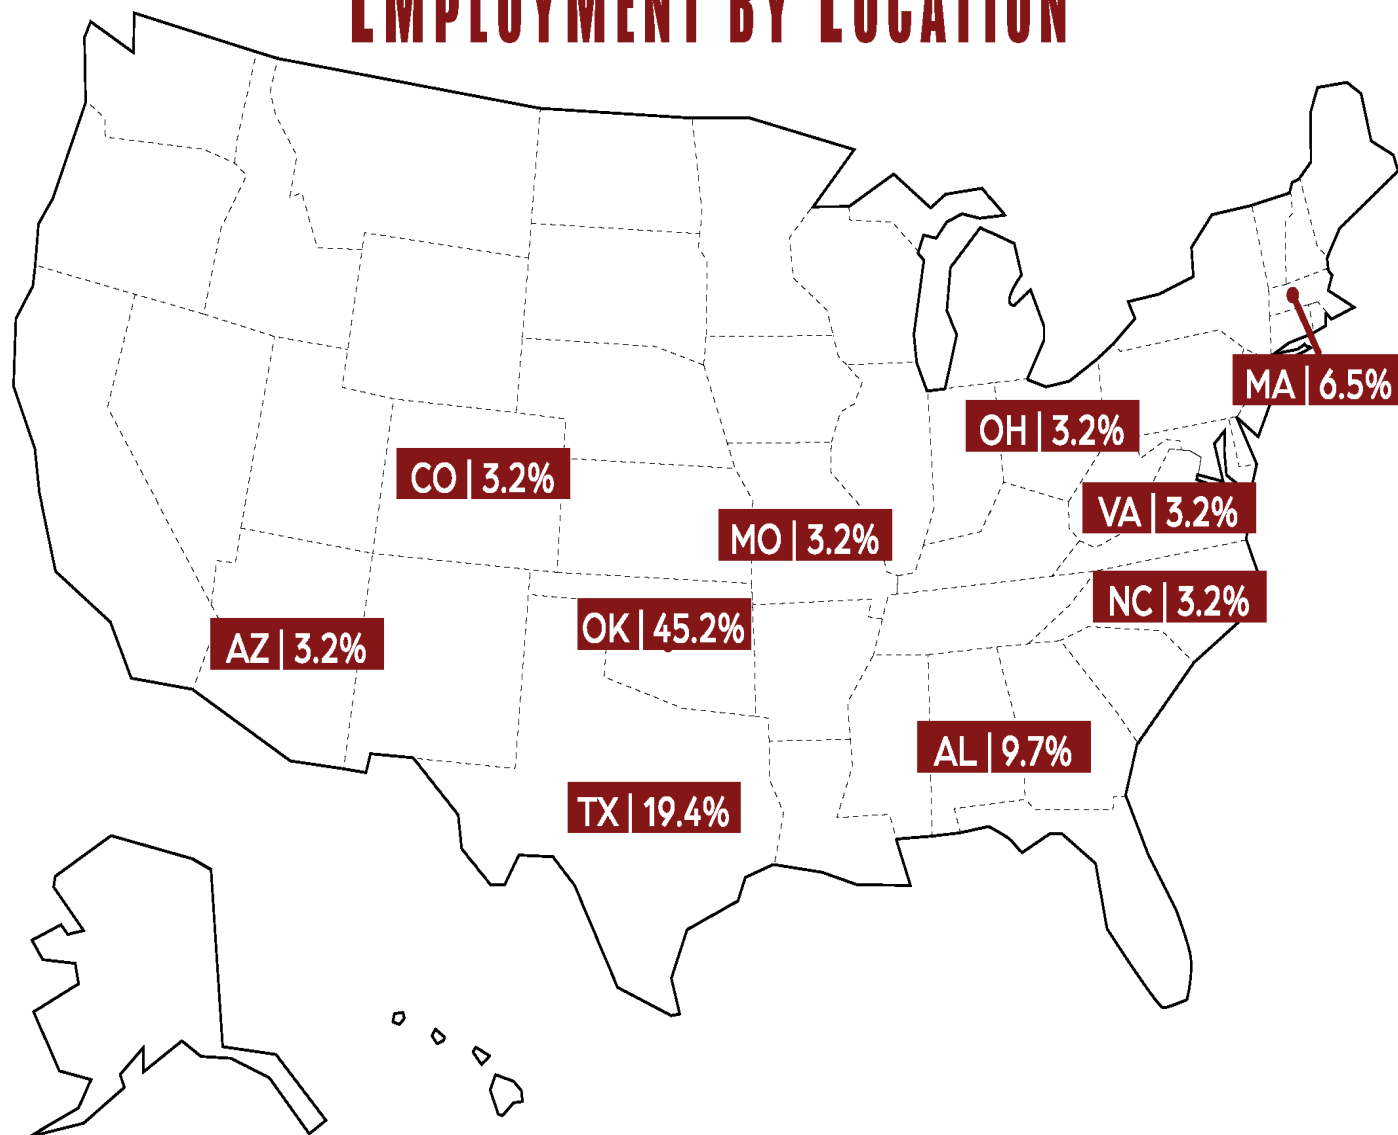 EMPLOYMENT BY LOCATION
MA | 6.5%
OH | 3.2%
CO | 3.2%
VA | 3.2%
MO | 3.2%
NC | 3.2%
OK | 45.2%
AZ | 3.2%
AL | 9.7%
TX | 19.4%